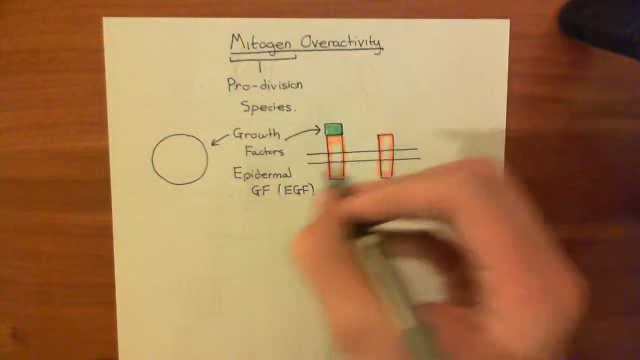 Mitogen Overactivity
Pro-division
Species.
Growth
Factors
Epidermal
GF (EGF)